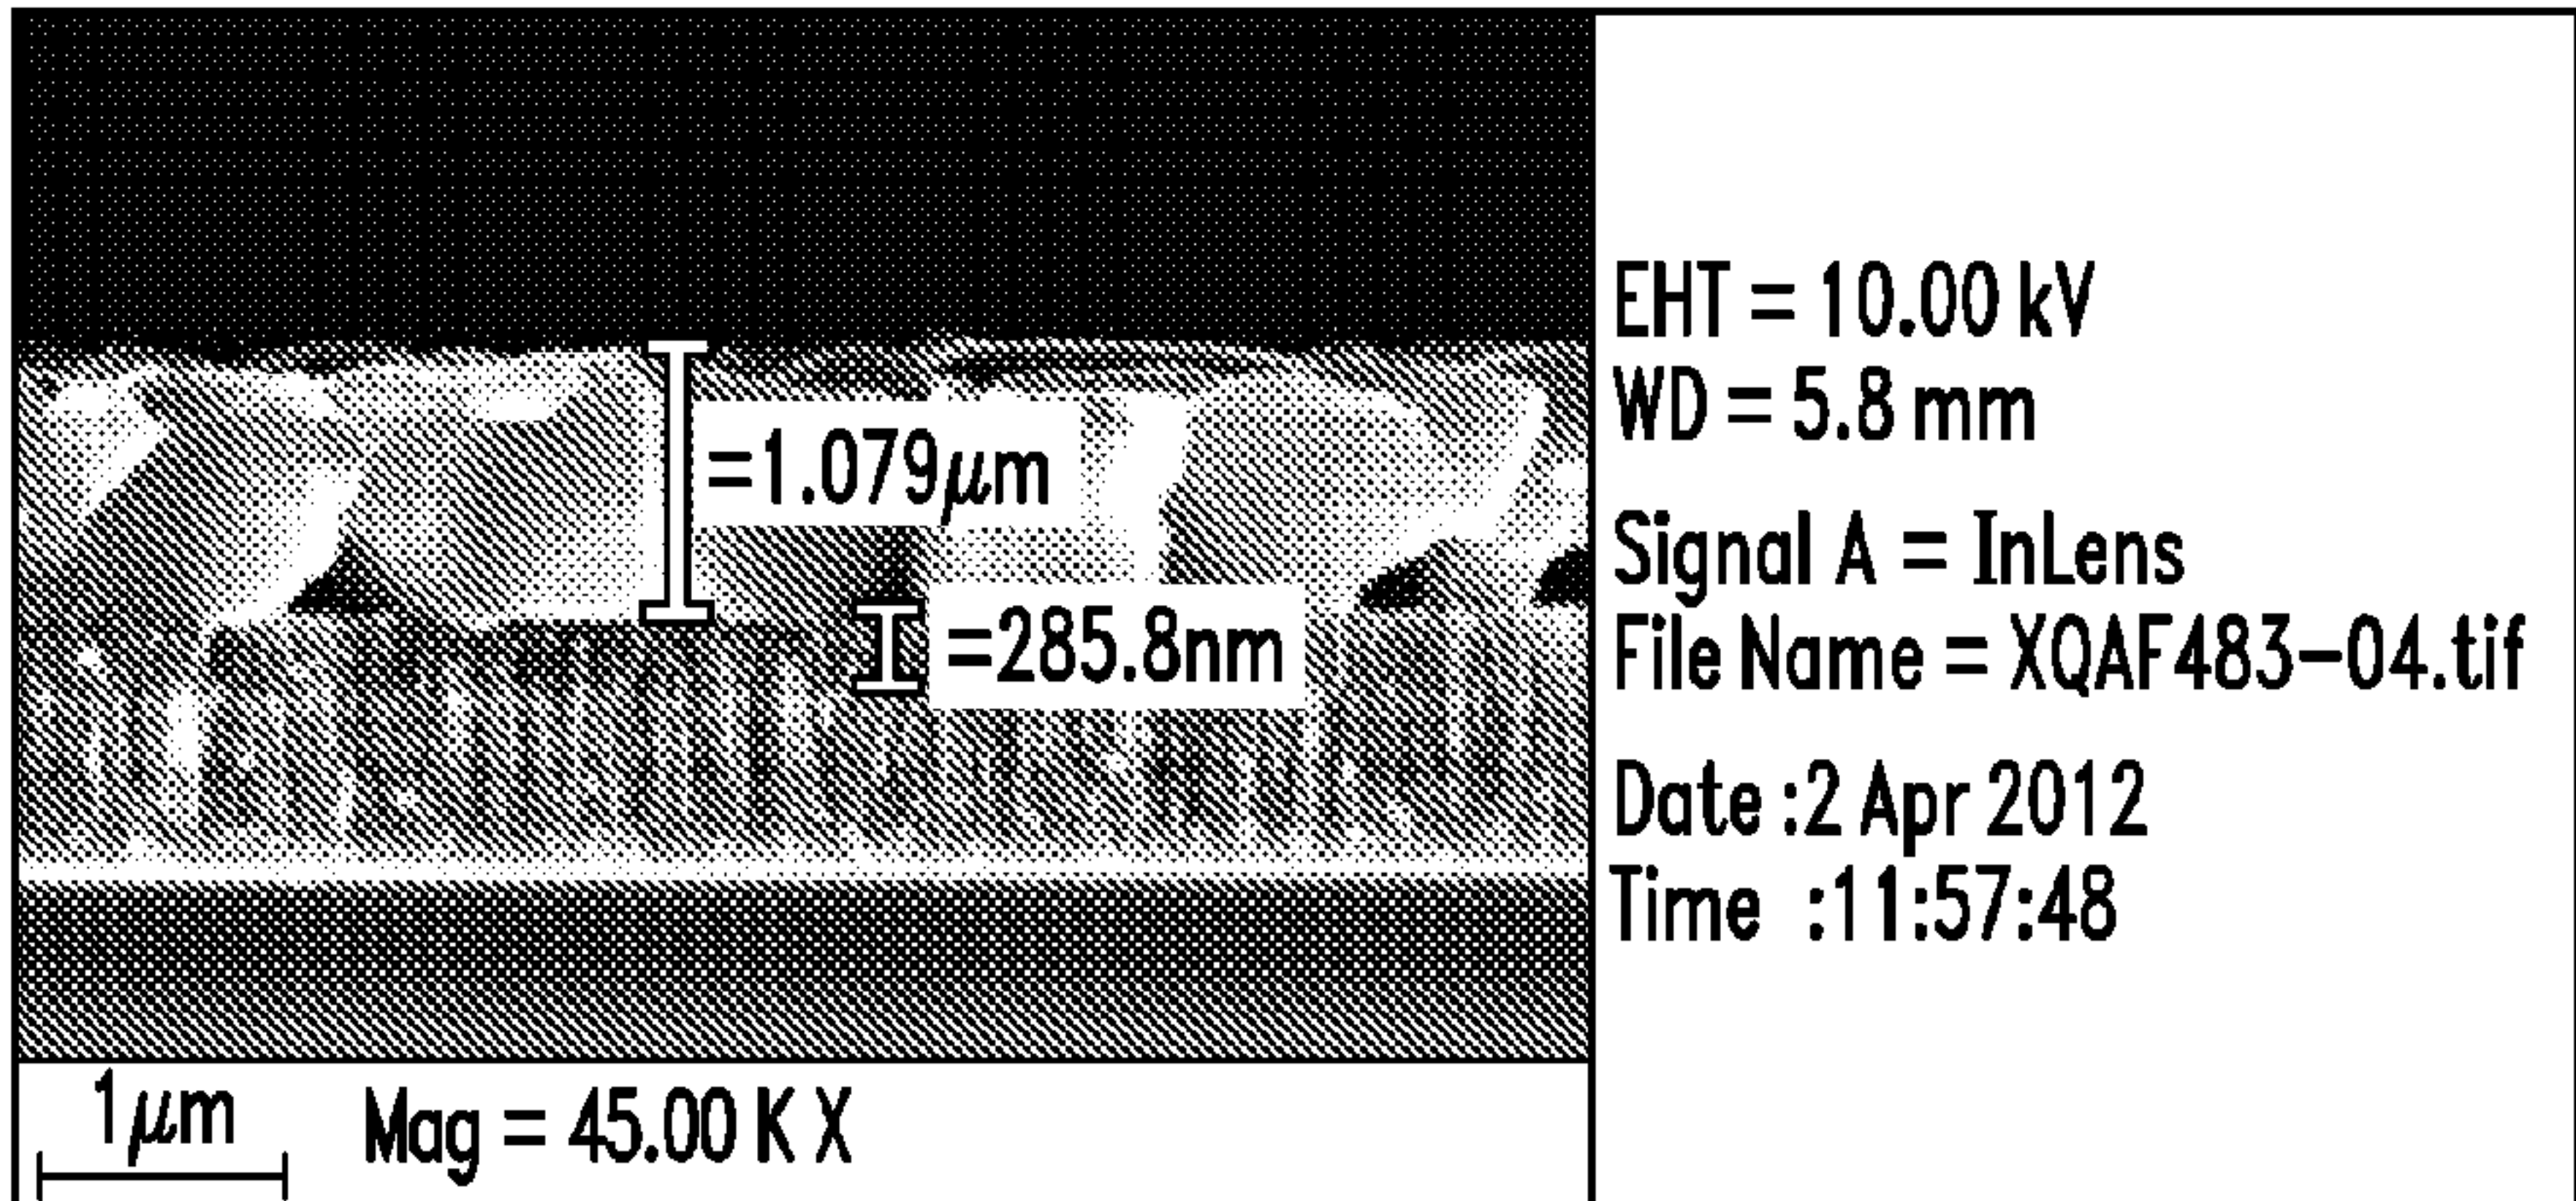 =1.079μm
=285.8nm
EHT = 10.00 kV
WD = 5.8 mm
Signal A = InLens
File Name = XQAF483-04.tif
Date :2 Apr 2012
Time :11:57:48
1μm
Mag = 45.00 K X